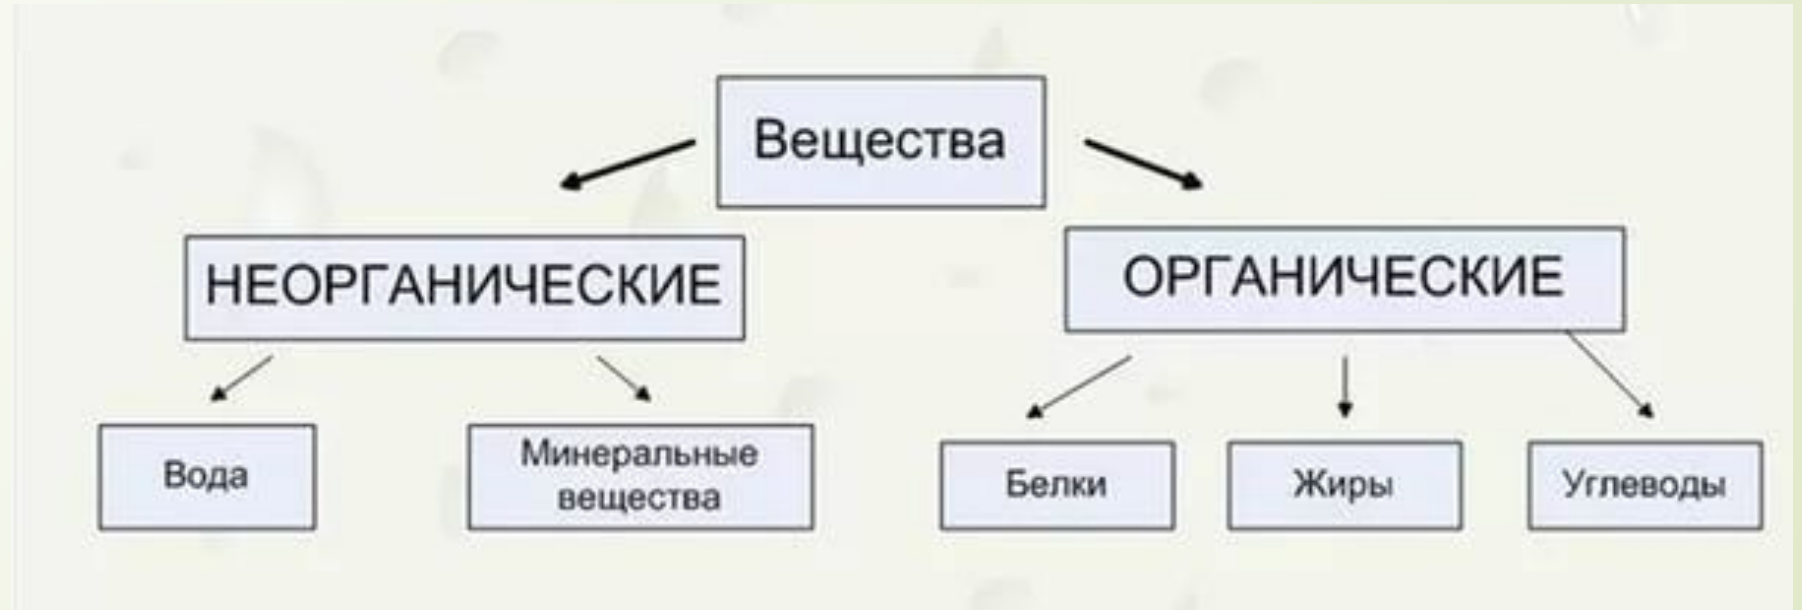 Вещества
НЕОРГАНИЧЕСКИЕ
ОРГАНИЧЕСКИЕ
Вода
Минеральные
вещества
Белки
Жиры
Углеводы